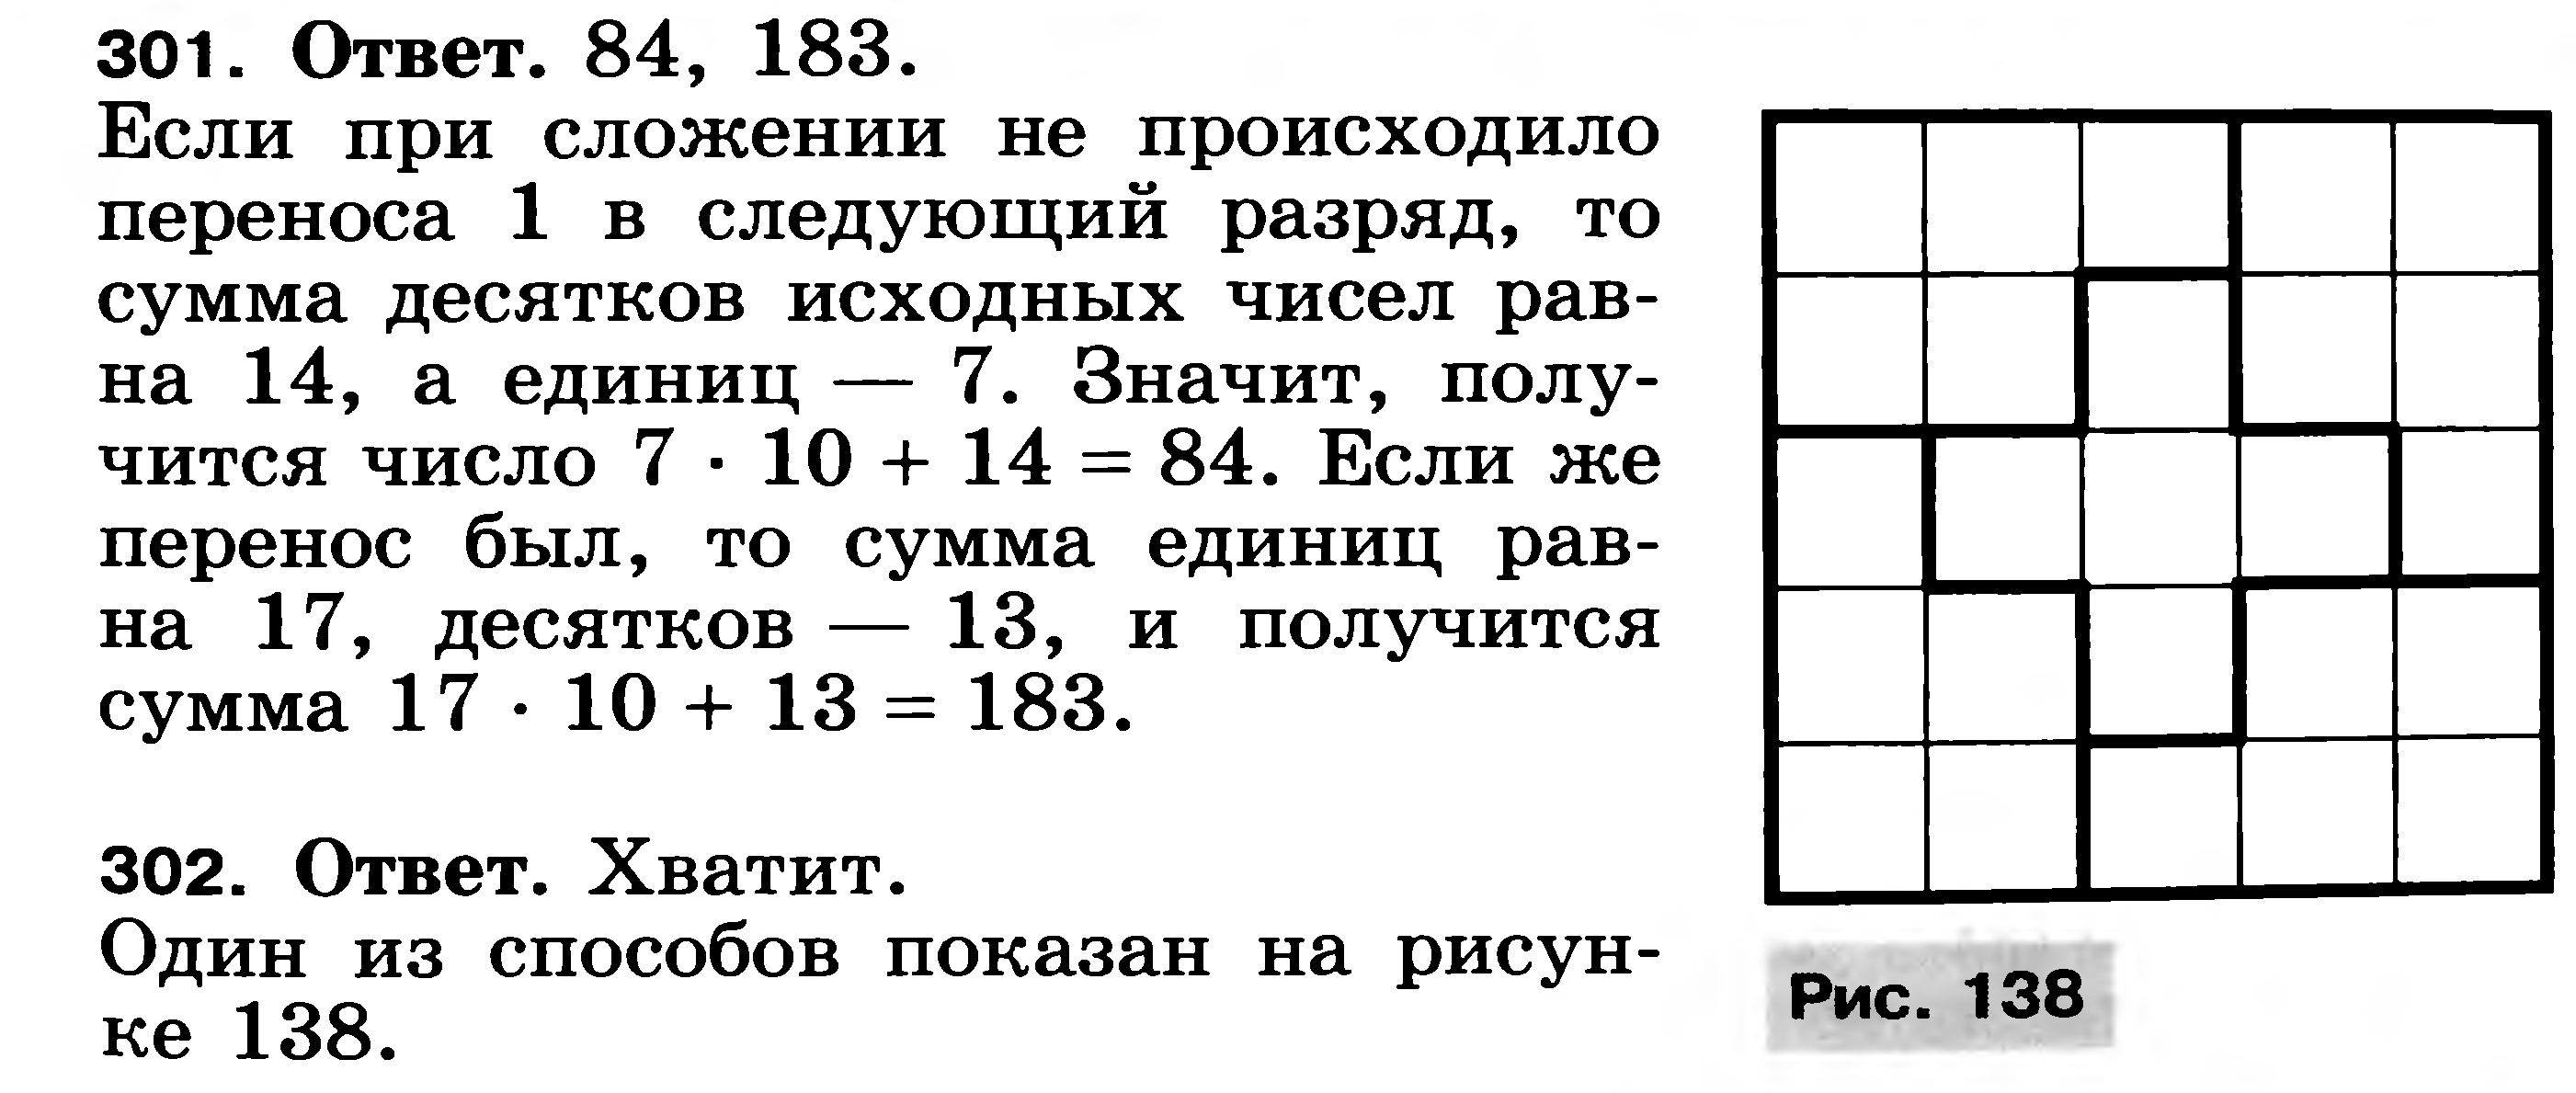 301. Ответ. 84, 183.
Если при сложении не происходило
переноса 1 в следующий разряд, то
сумма десятков исходных чисел рав-
на 14, а единиц — 7. Значит, полу-
чится число 7 · 10 + 14 = 84. Если же
перенос был, то сумма единиц рав-
на 17, десятков — 13, и получится
сумма 17 · 10 + 13 = 183.
302. Ответ. Хватит.
Один из способов показан на рисун-
ке 138.
Рис. 138